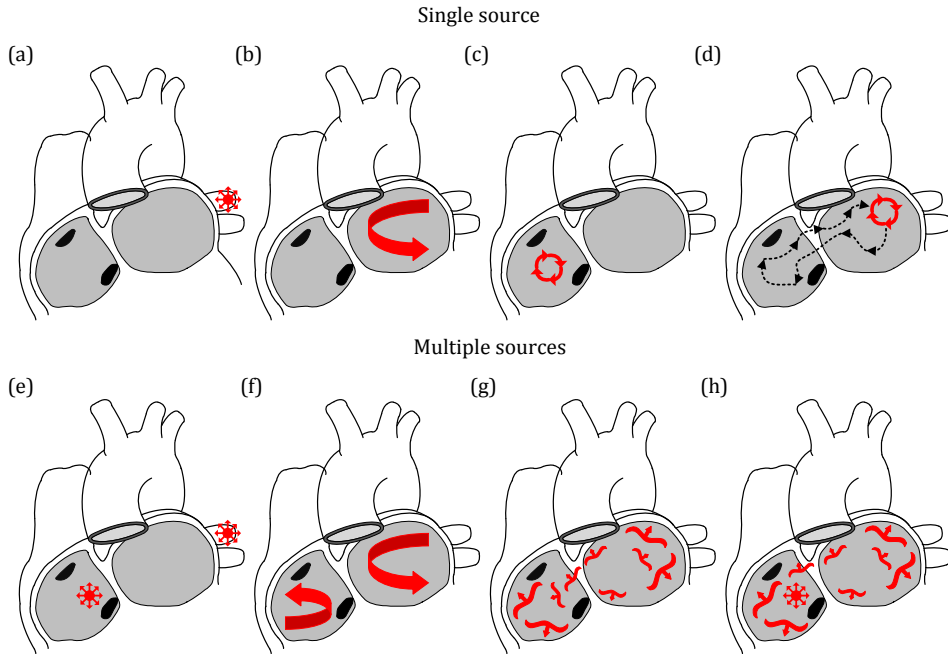 Single source
(a) (b) (c) (d)
Multiple sources
(e) (f) (g) (h)